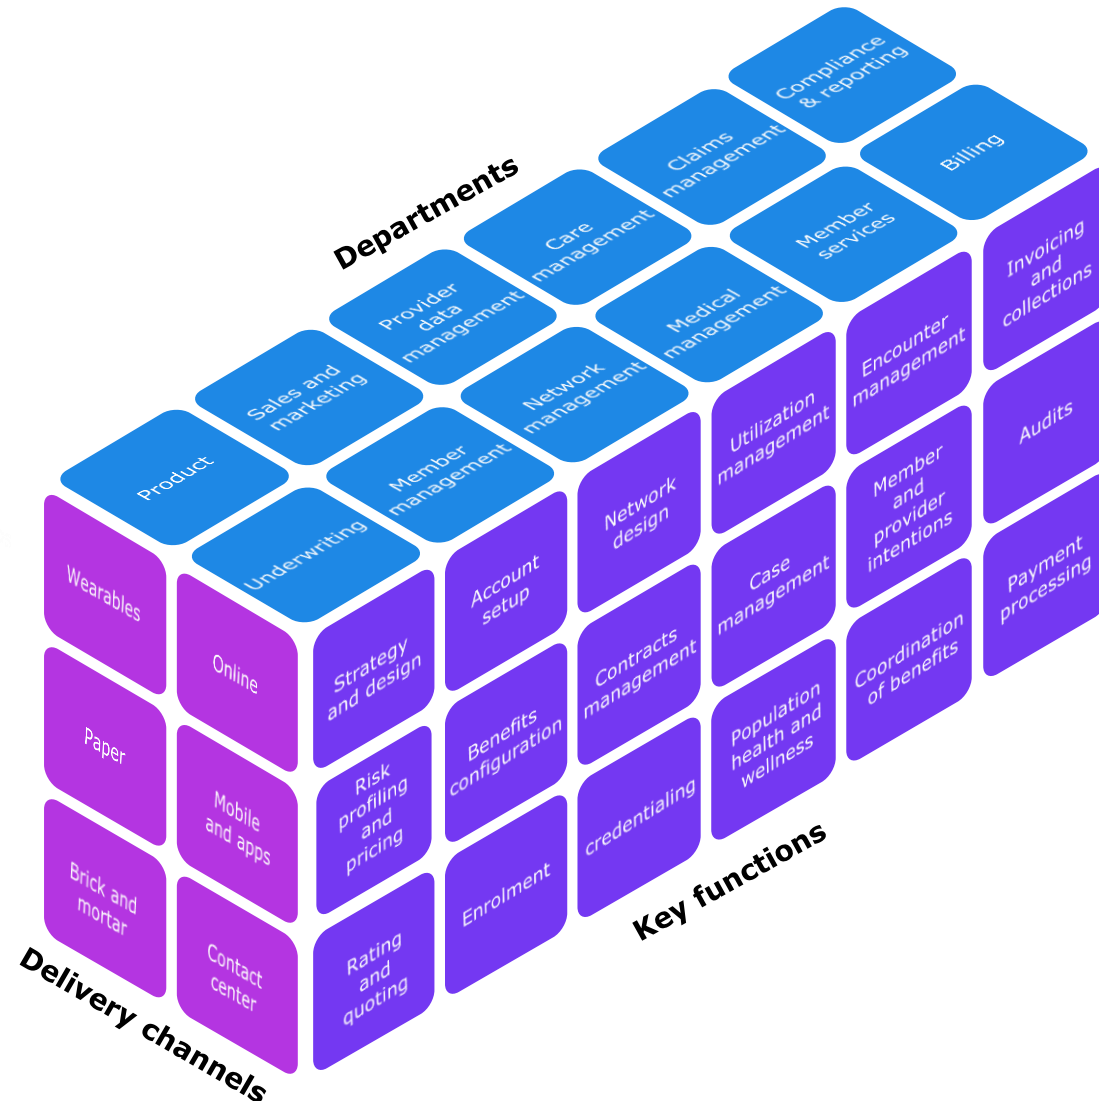 Departments
Compliance
& reporting
Claims
management
Billing
Care
management
Member
services
Provider
data
management
Medical
management
Sales and
marketing
Network
management
Product
Member
management
Underwriting
Wearables
Online
Paper
Mobile
and apps
Brick and
mortar
Contact
center
Delivery channels
Strategy
and design
Account
setup
Network
design
Utilization
management
Encounter
management
Invoicing
and
collections
Risk
profiling
and
pricing
Benefits
configuration
Contracts
management
Case
management
Member
and
provider
intentions
Audits
Rating
and
quoting
Enrolment
credentialing
Population
health and
wellness
Coordination
of benefits
Payment
processing
Key functions